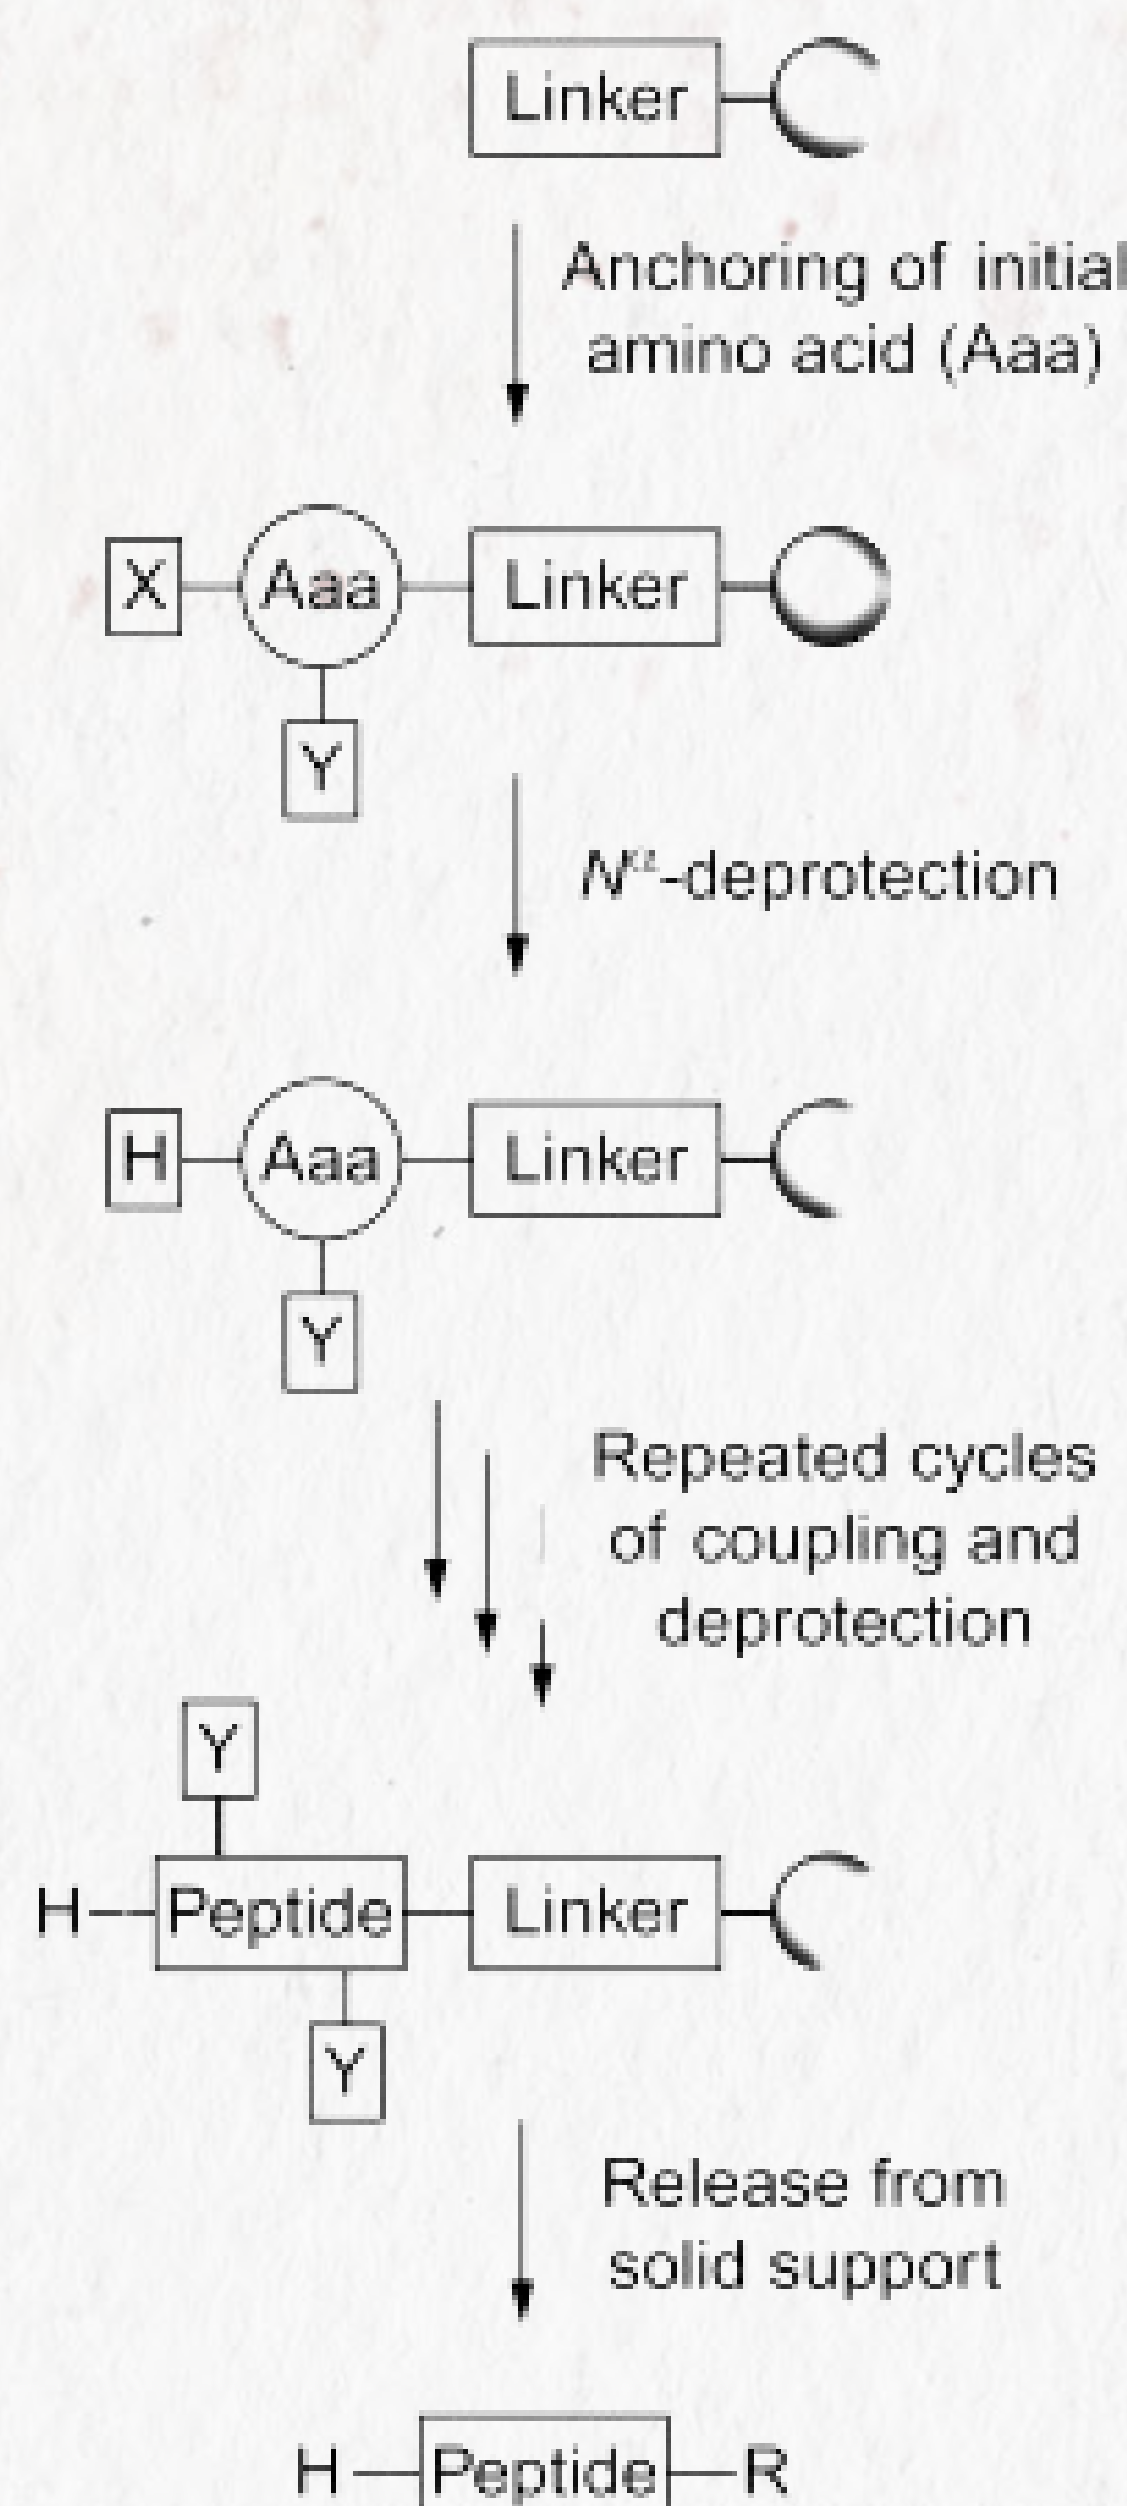 Linker
Anchoring of initial
amino acid (Aaa)
X Aaa Linker
Y
Nα-deprotection
H Aaa Linker
Y
Repeated cycles
of coupling and
deprotection
Y
H Peptide Linker
Y
Release from
solid support
H Peptide R